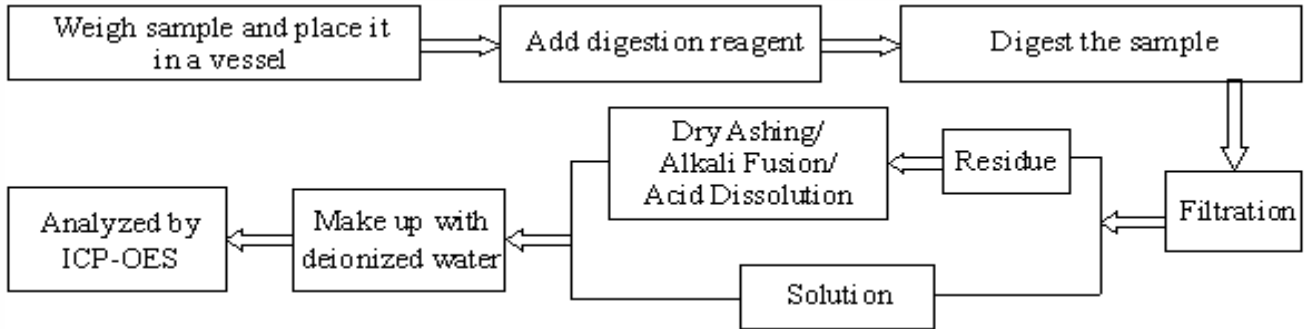 Weigh sample and place it
in a vessel
Add digestion reagent
Digest the sample
Dry Ashing/
Alkali Fusion/
Acid Dissolution
Residue
Filtration
Analyzed by
ICP-OES
Make up with
deionized water
Solution